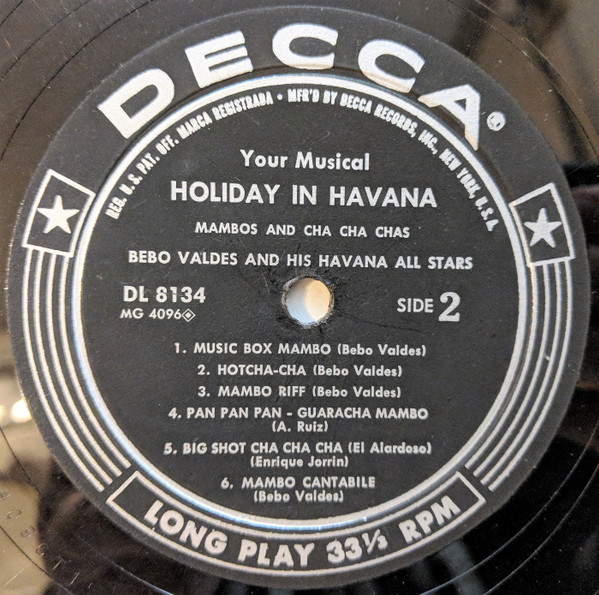 DECCA®
REG. U.S. PAT. OFF. MARCA REGISTRADA • MFR'D BY DECCA RECORDS, INC., NEW YORK, U.S.A.
Your Musical
HOLIDAY IN HAVANA
MAMBOS AND CHA CHA CHAS
BEBO VALDES AND HIS HAVANA ALL STARS
DL 8134
MG 4096
SIDE 2
1. MUSIC BOX MAMBO (Bebo Valdes)
2. HOTCHA-CHA (Bebo Valdes)
3. MAMBO RIFF (Bebo Valdes)
4. PAN PAN PAN - GUARACHA MAMBO
(A. Ruiz)
5. BIG SHOT CHA CHA CHA (El Alardoso)
(Enrique Jorrin)
6. MAMBO CANTABILE
(Bebo Valdes)
LONG PLAY 33⅓ RPM